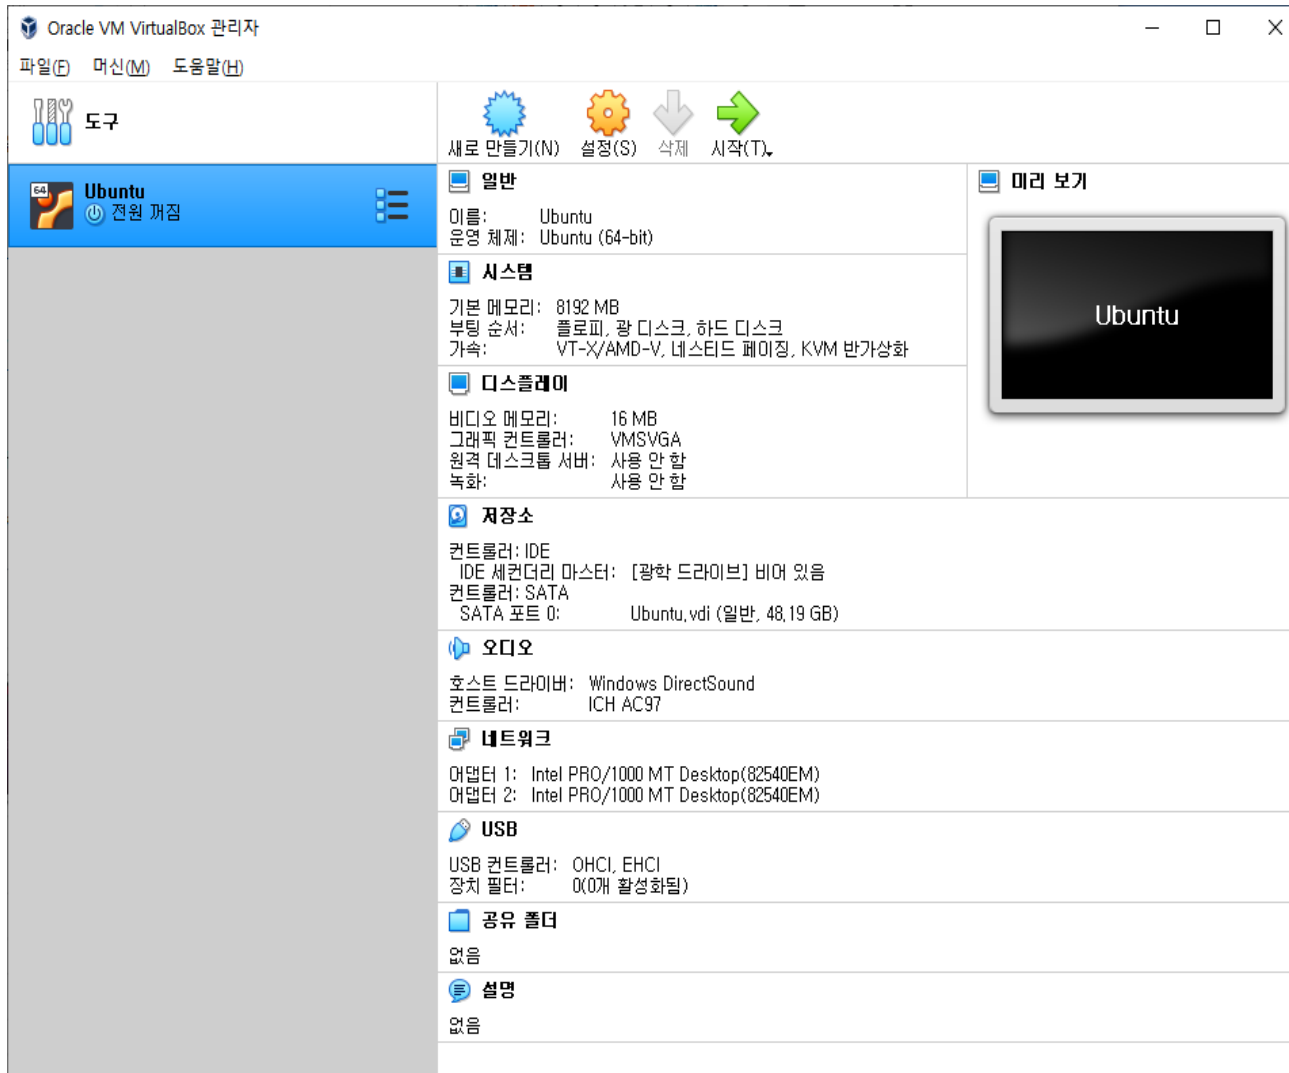 Oracle VM VirtualBox 관리자
파일(F) 머신(M) 도움말(H)
도구
새로 만들기(N) 설정(S) 삭제 시작(T)
64
Ubuntu
전원 꺼짐
일반
이름: Ubuntu
운영 체제: Ubuntu (64-bit)
시스템
기본 메모리: 8192 MB
부팅 순서: 플로피, 광 디스크, 하드 디스크
가속: VT-X/AMD-V, 네스티드 페이징, KVM 반가상화
디스플레이
비디오 메모리: 16 MB
그래픽 컨트롤러: VMSVGA
원격 데스크톱 서버: 사용 안 함
녹화: 사용 안 함
미리 보기
Ubuntu
저장소
컨트롤러: IDE
IDE 세컨더리 마스터: [광학 드라이브] 비어 있음
컨트롤러: SATA
SATA 포트 0: Ubuntu.vdi (일반, 48.19 GB)
오디오
호스트 드라이버: Windows DirectSound
컨트롤러: ICH AC97
네트워크
어댑터 1: Intel PRO/1000 MT Desktop(82540EM)
어댑터 2: Intel PRO/1000 MT Desktop(82540EM)
USB
USB 컨트롤러: OHCI, EHCI
장치 필터: 0(0개 활성화됨)
공유 폴더
없음
설명
없음